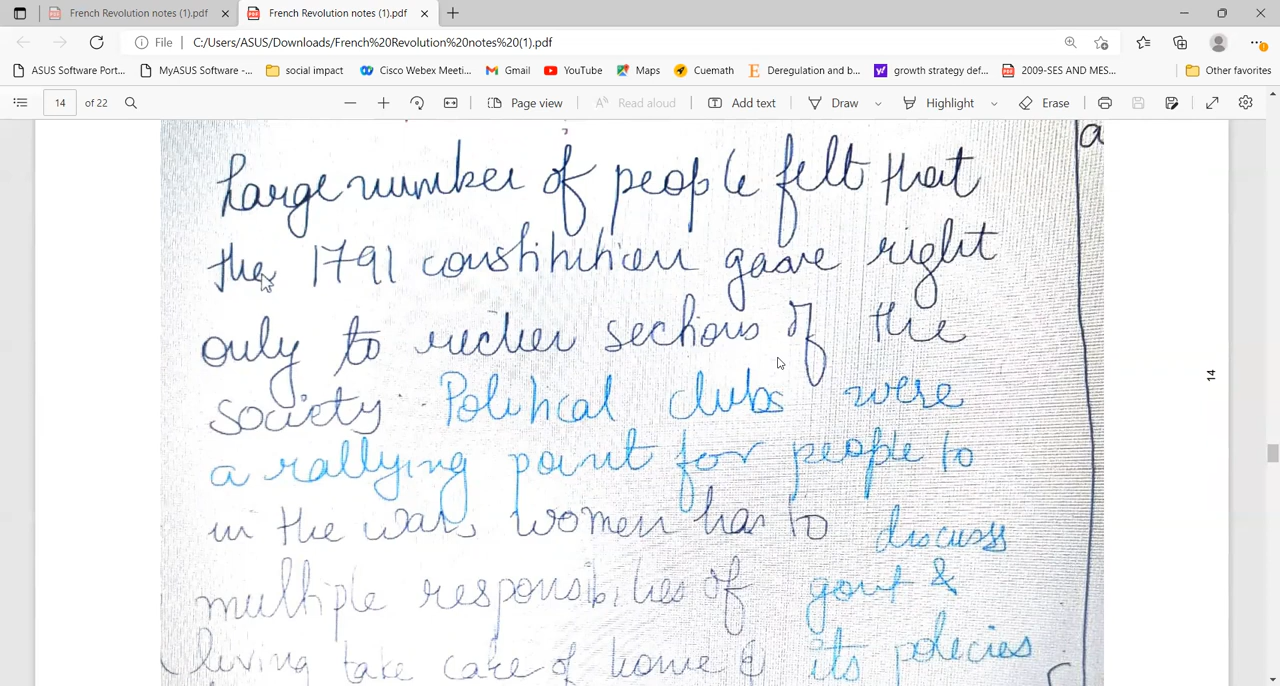 French Revolution notes (1).pdf
French Revolution notes (1).pdf
File C:/Users/ASUS/Downloads/French%20Revolution%20notes%20(1).pdf
ASUS Software Port...
MyASUS Software -...
social impact
Cisco Webex Meeti...
Gmail
YouTube
Maps
Cuemath
Deregulation and b...
growth strategy def...
2009-SES AND MES...
Other favorites
14 of 22
Page view
Read aloud
Add text
Draw
Highlight
Erase
a
Large number of people felt that
the 1791 constitution gave right
only to richer sections of the
society. Political clubs were
a rallying point for people to
in the wars women has to discuss
multiple responsibilities of govt &
living take care of home & its policies
14